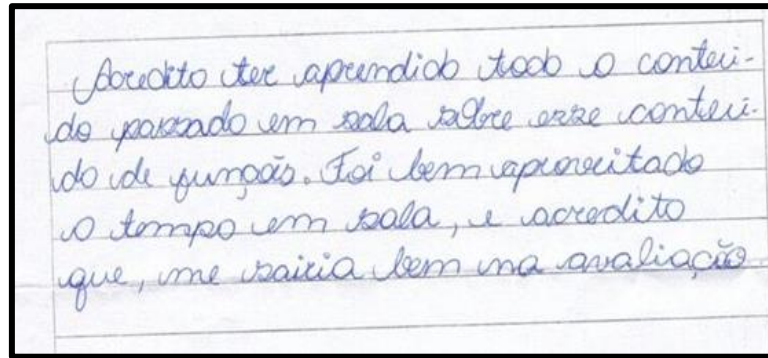 Acredito ter aprendido todo o conteú-
do passado em sala sobre esse conteú-
do de funções. Foi bem aproveitado
o tempo em sala, e acredito
que, me sairia bem na avaliação.